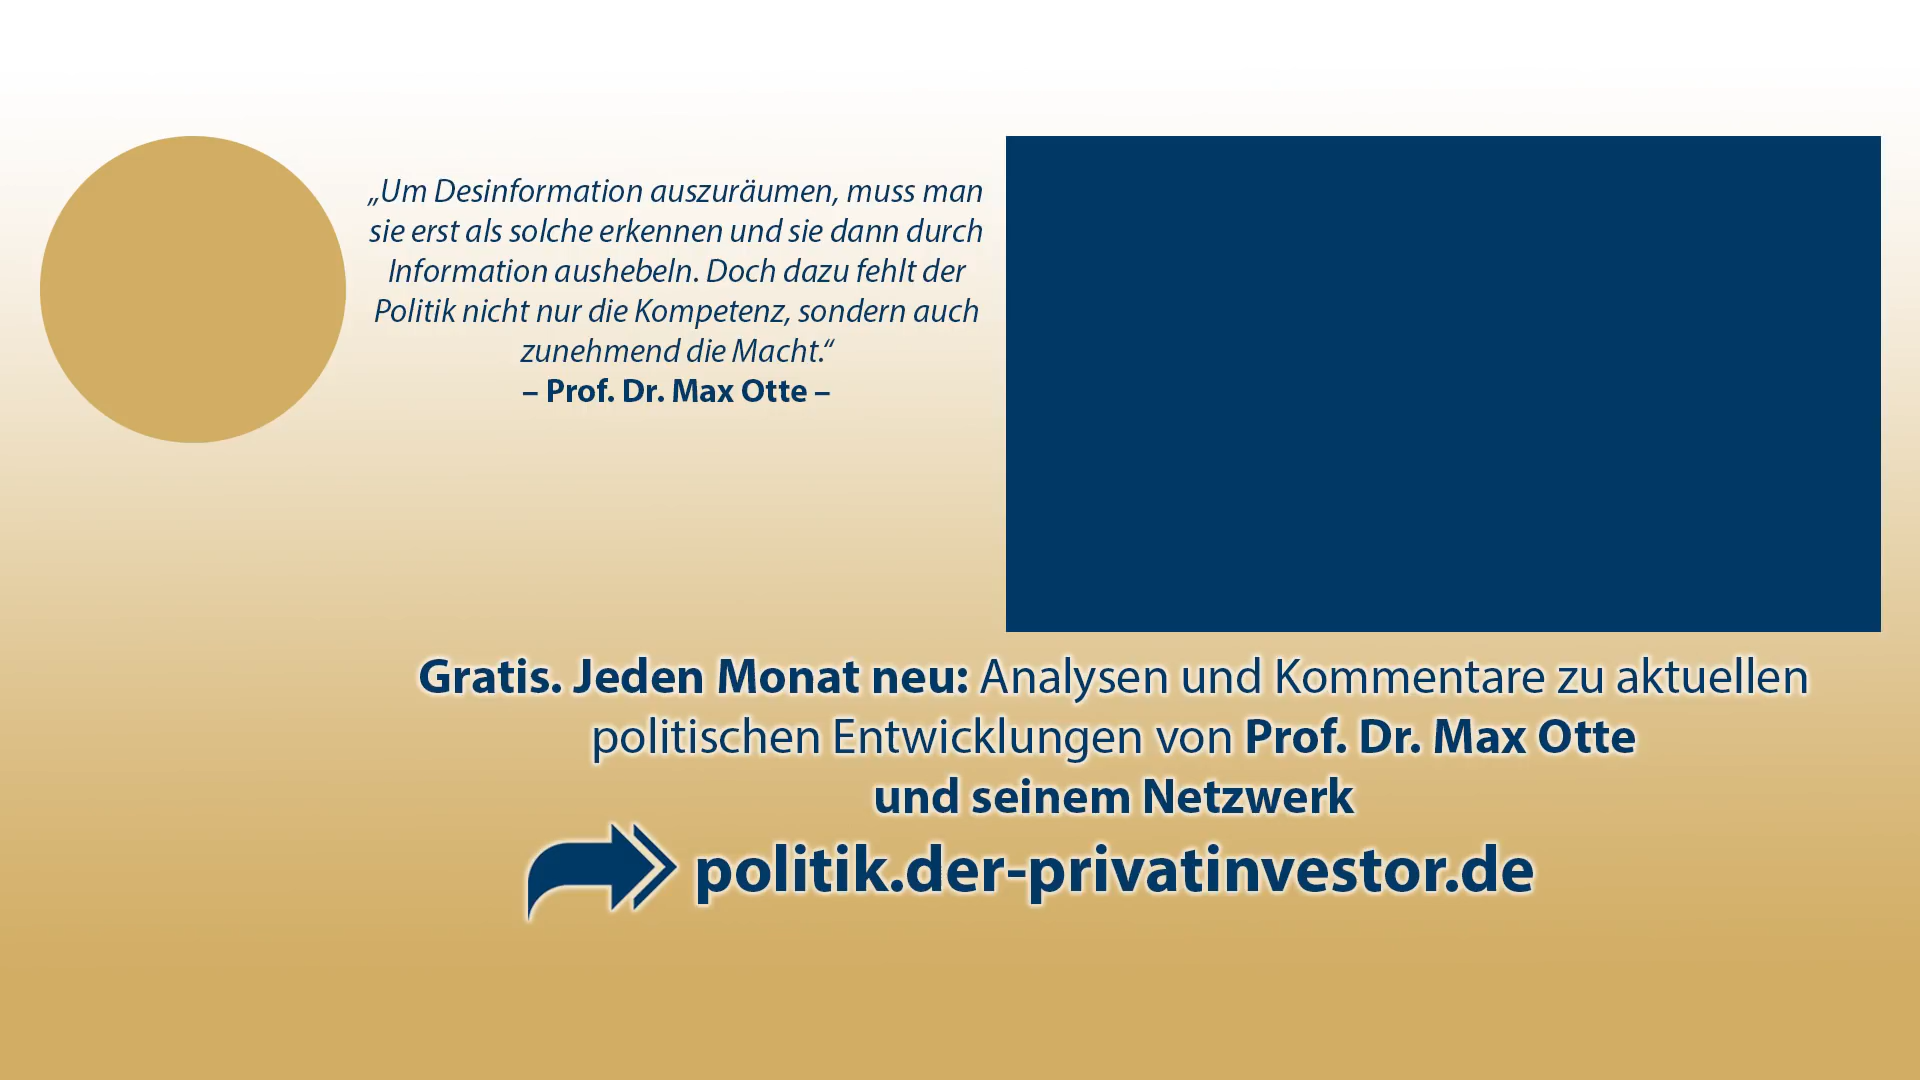 „Um Desinformation auszuräumen, muss man
sie erst als solche erkennen und sie dann durch
Information aushebeln. Doch dazu fehlt der
Politik nicht nur die Kompetenz, sondern auch
zunehmend die Macht.“
– Prof. Dr. Max Otte –
Gratis. Jeden Monat neu: Analysen und Kommentare zu aktuellen
politischen Entwicklungen von Prof. Dr. Max Otte
und seinem Netzwerk
politik.der-privatinvestor.de